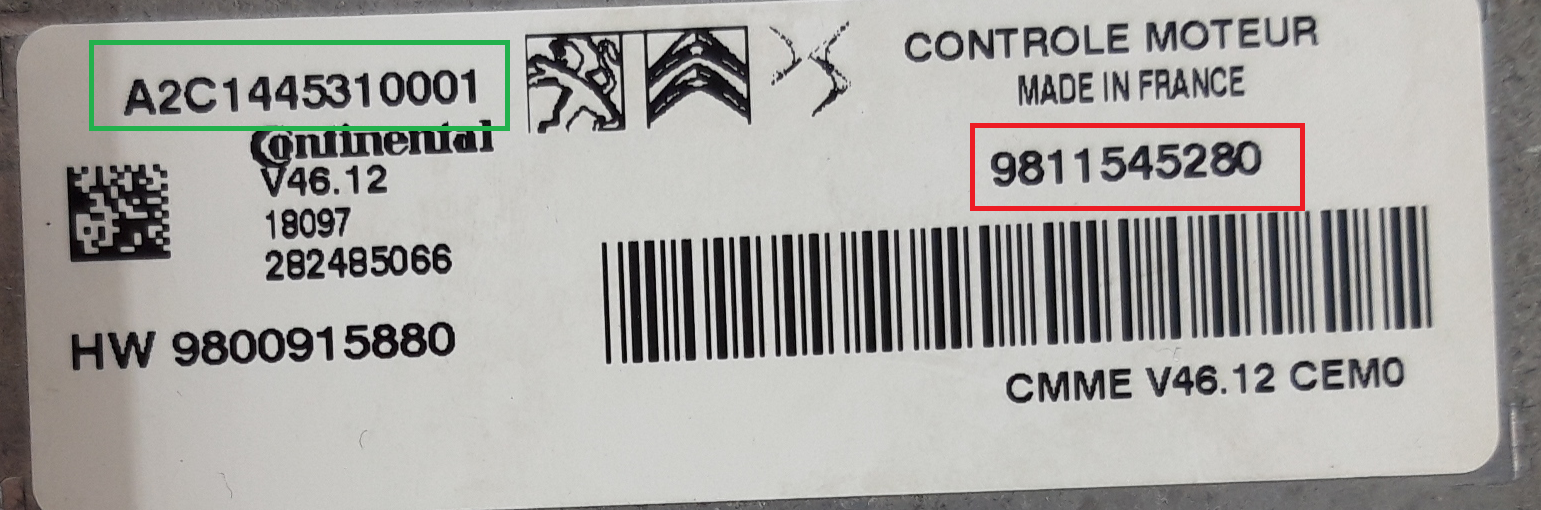 A2C1445310001
Continental
V46.12
18097
282485066
HW 9800915880
CONTROLE MOTEUR
MADE IN FRANCE
9811545280
CMME V46.12 CEM0